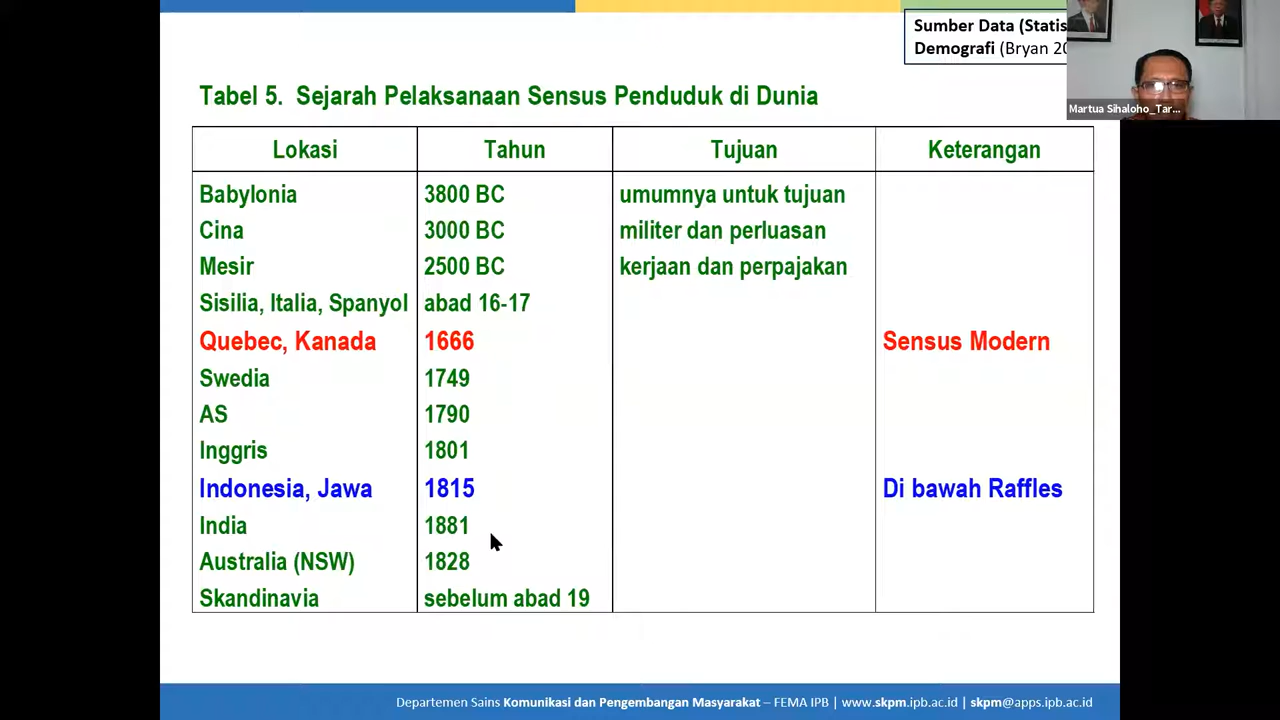 Sumber Data (Statis
Demografi (Bryan 20
Martua Sihaloho_Tar...
Tabel 5. Sejarah Pelaksanaan Sensus Penduduk di Dunia
Lokasi Tahun Tujuan Keterangan
Babylonia 3800 BC umumnya untuk tujuan
Cina 3000 BC militer dan perluasan
Mesir 2500 BC kerjaan dan perpajakan
Sisilia, Italia, Spanyol abad 16-17
Quebec, Kanada 1666 Sensus Modern
Swedia 1749
AS 1790
Inggris 1801
Indonesia, Jawa 1815 Di bawah Raffles
India 1881
Australia (NSW) 1828
Skandinavia sebelum abad 19
Departemen Sains Komunikasi dan Pengembangan Masyarakat – FEMA IPB | www.skpm.ipb.ac.id | skpm@apps.ipb.ac.id